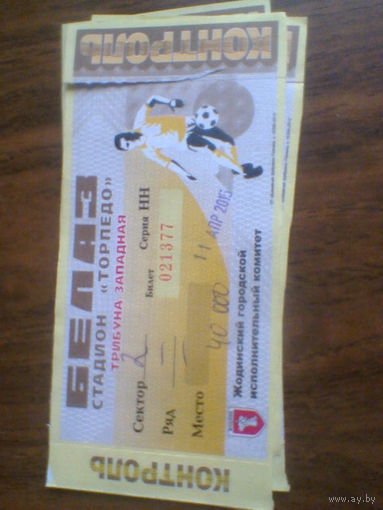 КОНТРОЛЬ
БЕЛАЗ
СТАДИОН «ТОРПЕДО»
ТРИБУНА ЗАПАДНАЯ
Билет Серия НН
021377
Сектор 2
Ряд —
Место —
11 АПР 2015
40 000
Жодинский городской
исполнительный комитет
КОНТРОЛЬ
www.ay.by